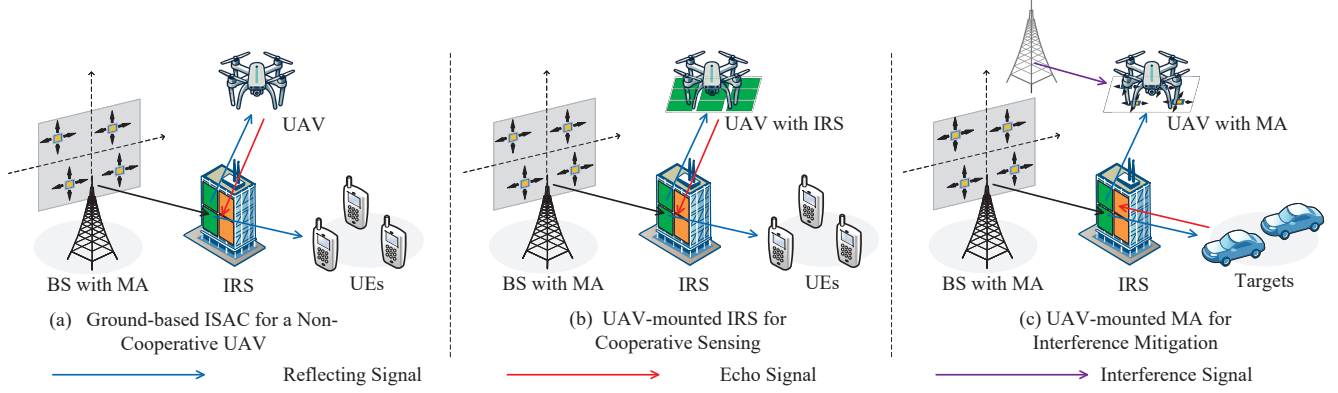 UAV
BS with MA
IRS
UEs
(a) Ground-based ISAC for a Non-
Cooperative UAV
UAV with IRS
BS with MA
IRS
UEs
(b) UAV-mounted IRS for
Cooperative Sensing
UAV with MA
BS with MA
IRS
Targets
(c) UAV-mounted MA for
Interference Mitigation
Reflecting Signal
Echo Signal
Interference Signal